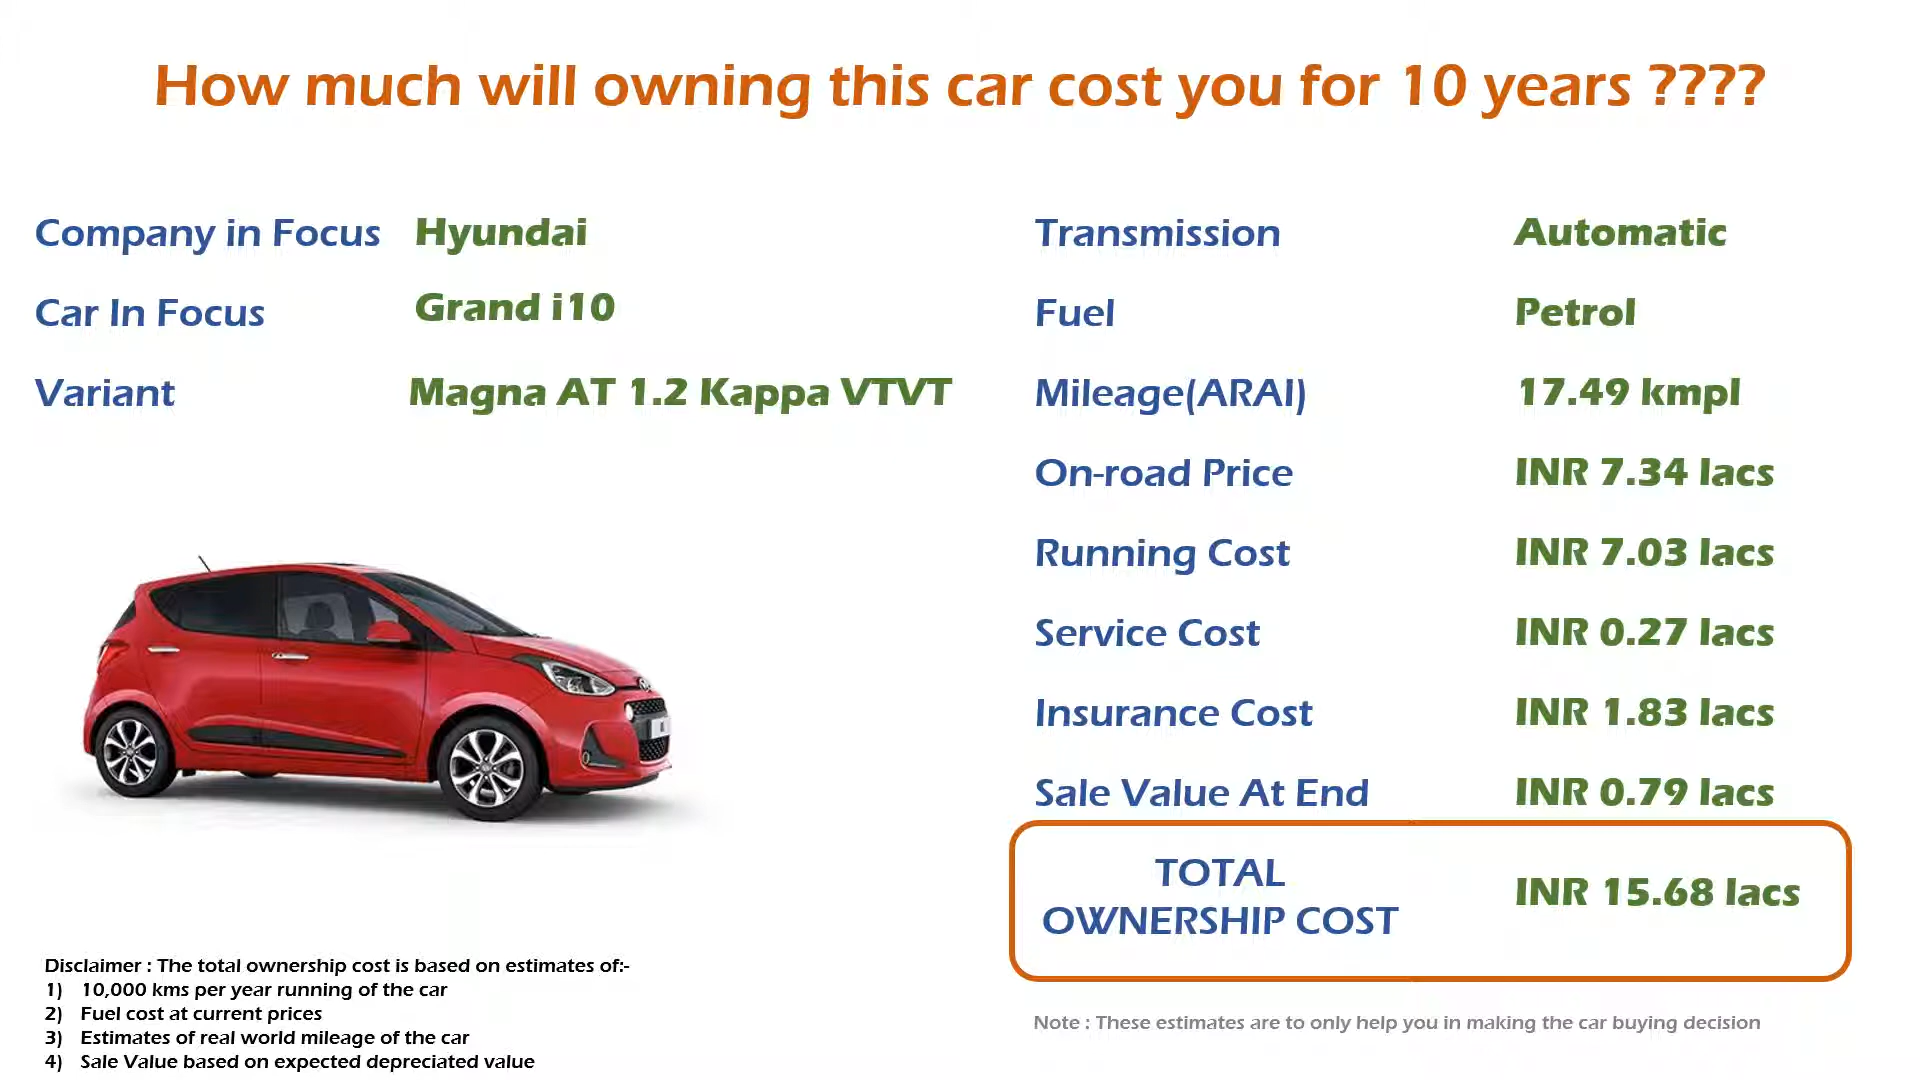 How much will owning this car cost you for 10 years ????
Company in Focus Hyundai
Car In Focus Grand i10
Variant Magna AT 1.2 Kappa VTVT
Transmission Automatic
Fuel Petrol
Mileage(ARAI) 17.49 kmpl
On-road Price INR 7.34 lacs
Running Cost INR 7.03 lacs
Service Cost INR 0.27 lacs
Insurance Cost INR 1.83 lacs
Sale Value At End INR 0.79 lacs
TOTAL
OWNERSHIP COST INR 15.68 lacs
Disclaimer : The total ownership cost is based on estimates of:-
1) 10,000 kms per year running of the car
2) Fuel cost at current prices
3) Estimates of real world mileage of the car
4) Sale Value based on expected depreciated value
Note : These estimates are to only help you in making the car buying decision